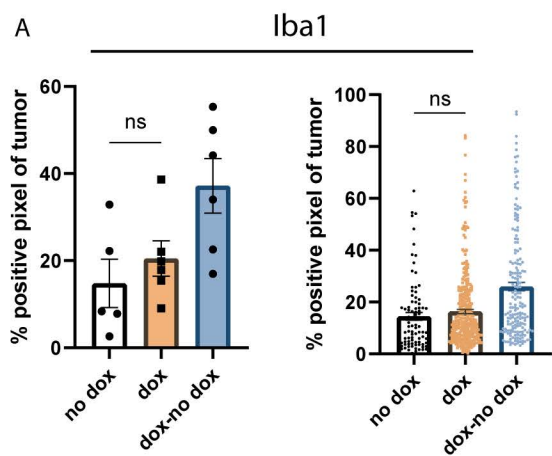 A
Iba1
% positive pixel of tumor
60
40
20
0
ns
no dox
dox
dox-no dox
% positive pixel of tumor
100
80
60
40
20
0
ns
no dox
dox
dox-no dox